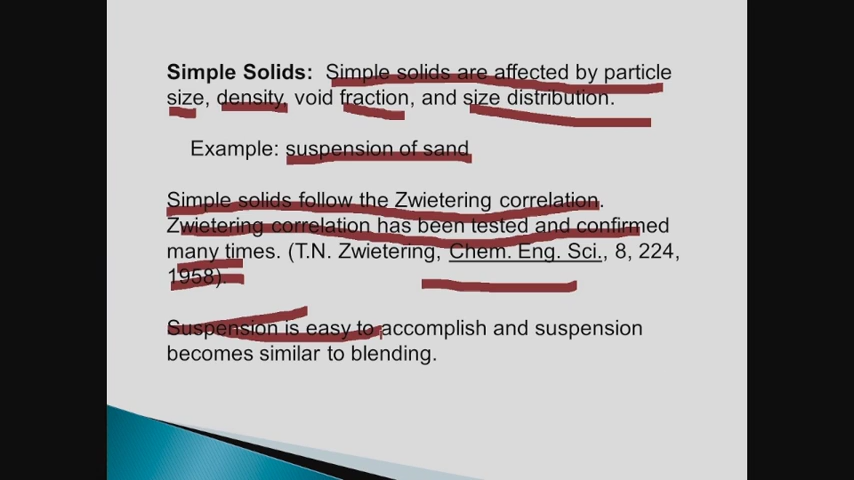 Simple Solids: Simple solids are affected by particle
size, density, void fraction, and size distribution.
Example: suspension of sand
Simple solids follow the Zwietering correlation.
Zwietering correlation has been tested and confirmed
many times. (T.N. Zwietering, Chem. Eng. Sci., 8, 224,
1958).
Suspension is easy to accomplish and suspension
becomes similar to blending.